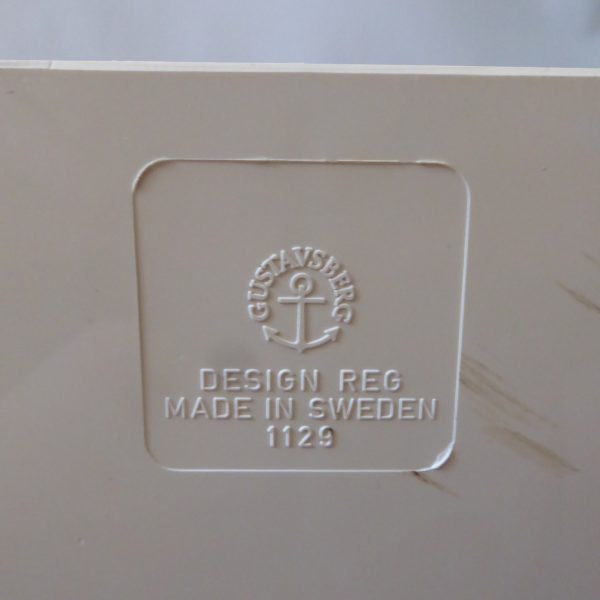 GUSTAVSBERG
DESIGN REG
MADE IN SWEDEN
1129